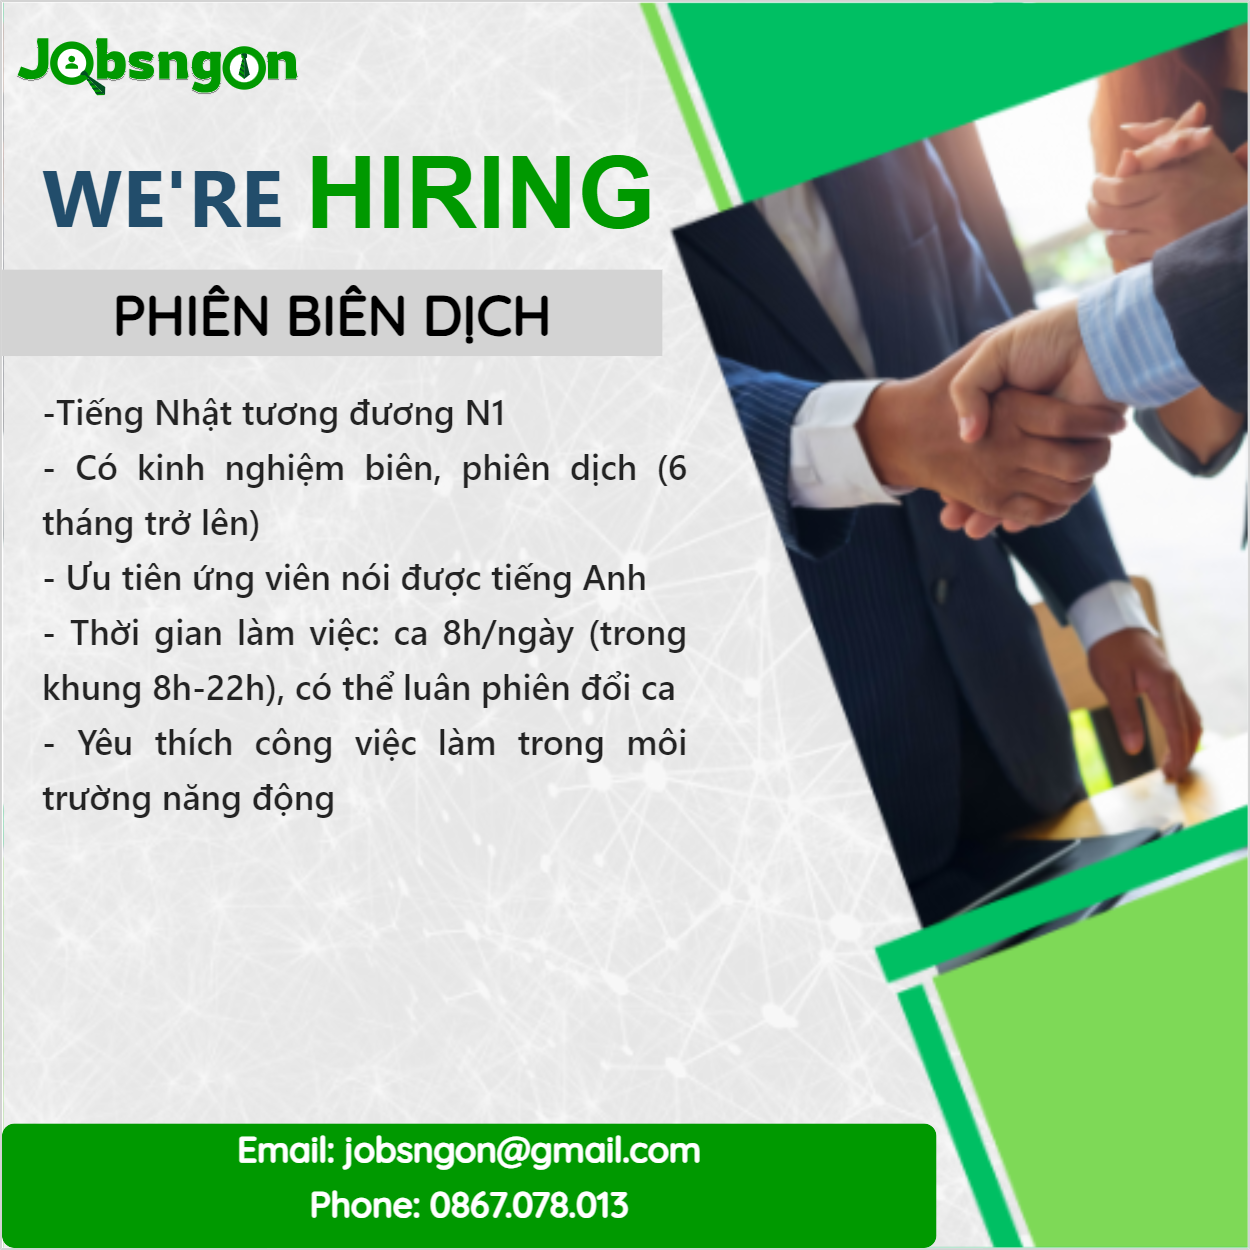 Jobsngon
WE'RE HIRING
PHIÊN BIÊN DỊCH
-Tiếng Nhật tương đương N1
- Có kinh nghiệm biên, phiên dịch (6
tháng trở lên)
- Ưu tiên ứng viên nói được tiếng Anh
- Thời gian làm việc: ca 8h/ngày (trong
khung 8h-22h), có thể luân phiên đổi ca
- Yêu thích công việc làm trong môi
trường năng động
Email: jobsngon@gmail.com
Phone: 0867.078.013